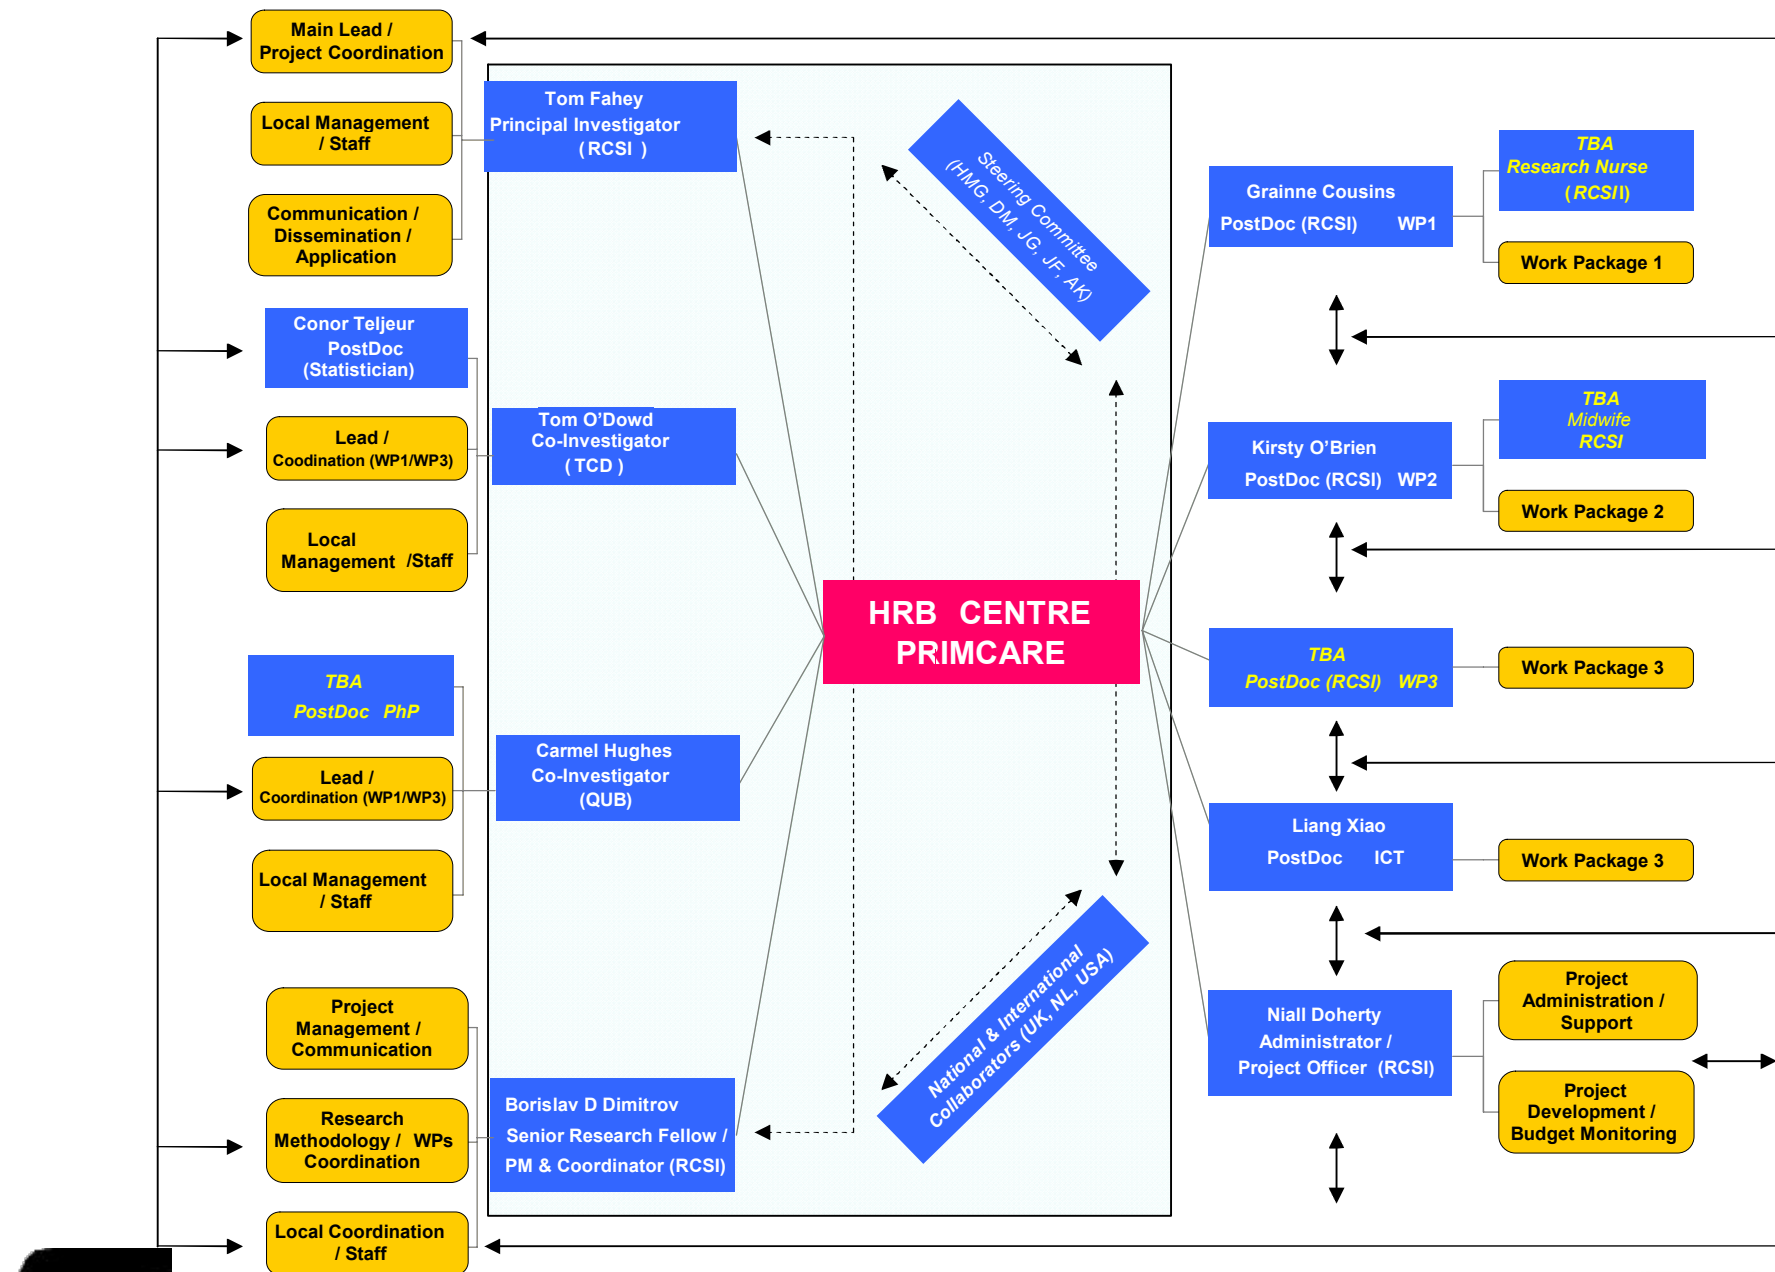 Main Lead /
Project Coordination
Local Management
/ Staff
Communication /
Dissemination /
Application
Conor Teljeur
PostDoc
(Statistician)
Lead /
Coodination (WP1/WP3)
Local
Management /Staff
TBA
PostDoc PhP
Lead /
Coordination (WP1/WP3)
Local Management
/ Staff
Project
Management /
Communication
Research
Methodology / WPs
Coordination
Local Coordination
/ Staff
Tom Fahey
Principal Investigator
(RCSI )
Tom O’Dowd
Co-Investigator
(TCD )
Carmel Hughes
Co-Investigator
(QUB)
Borislav D Dimitrov
Senior Research Fellow /
PM & Coordinator (RCSI)
Steering Committee
(HMG, DM, JG, JF, AK)
HRB CENTRE
PRIMCARE
National & International
Collaborators (UK, NL, USA)
Grainne Cousins
PostDoc (RCSI) WP1
TBA
Research Nurse
(RCSII)
Work Package 1
Kirsty O’Brien
PostDoc (RCSI) WP2
TBA
Midwife
RCSI
Work Package 2
TBA
PostDoc (RCSI) WP3
Work Package 3
Liang Xiao
PostDoc ICT
Work Package 3
Niall Doherty
Administrator /
Project Officer (RCSI)
Project
Administration /
Support
Project
Development /
Budget Monitoring